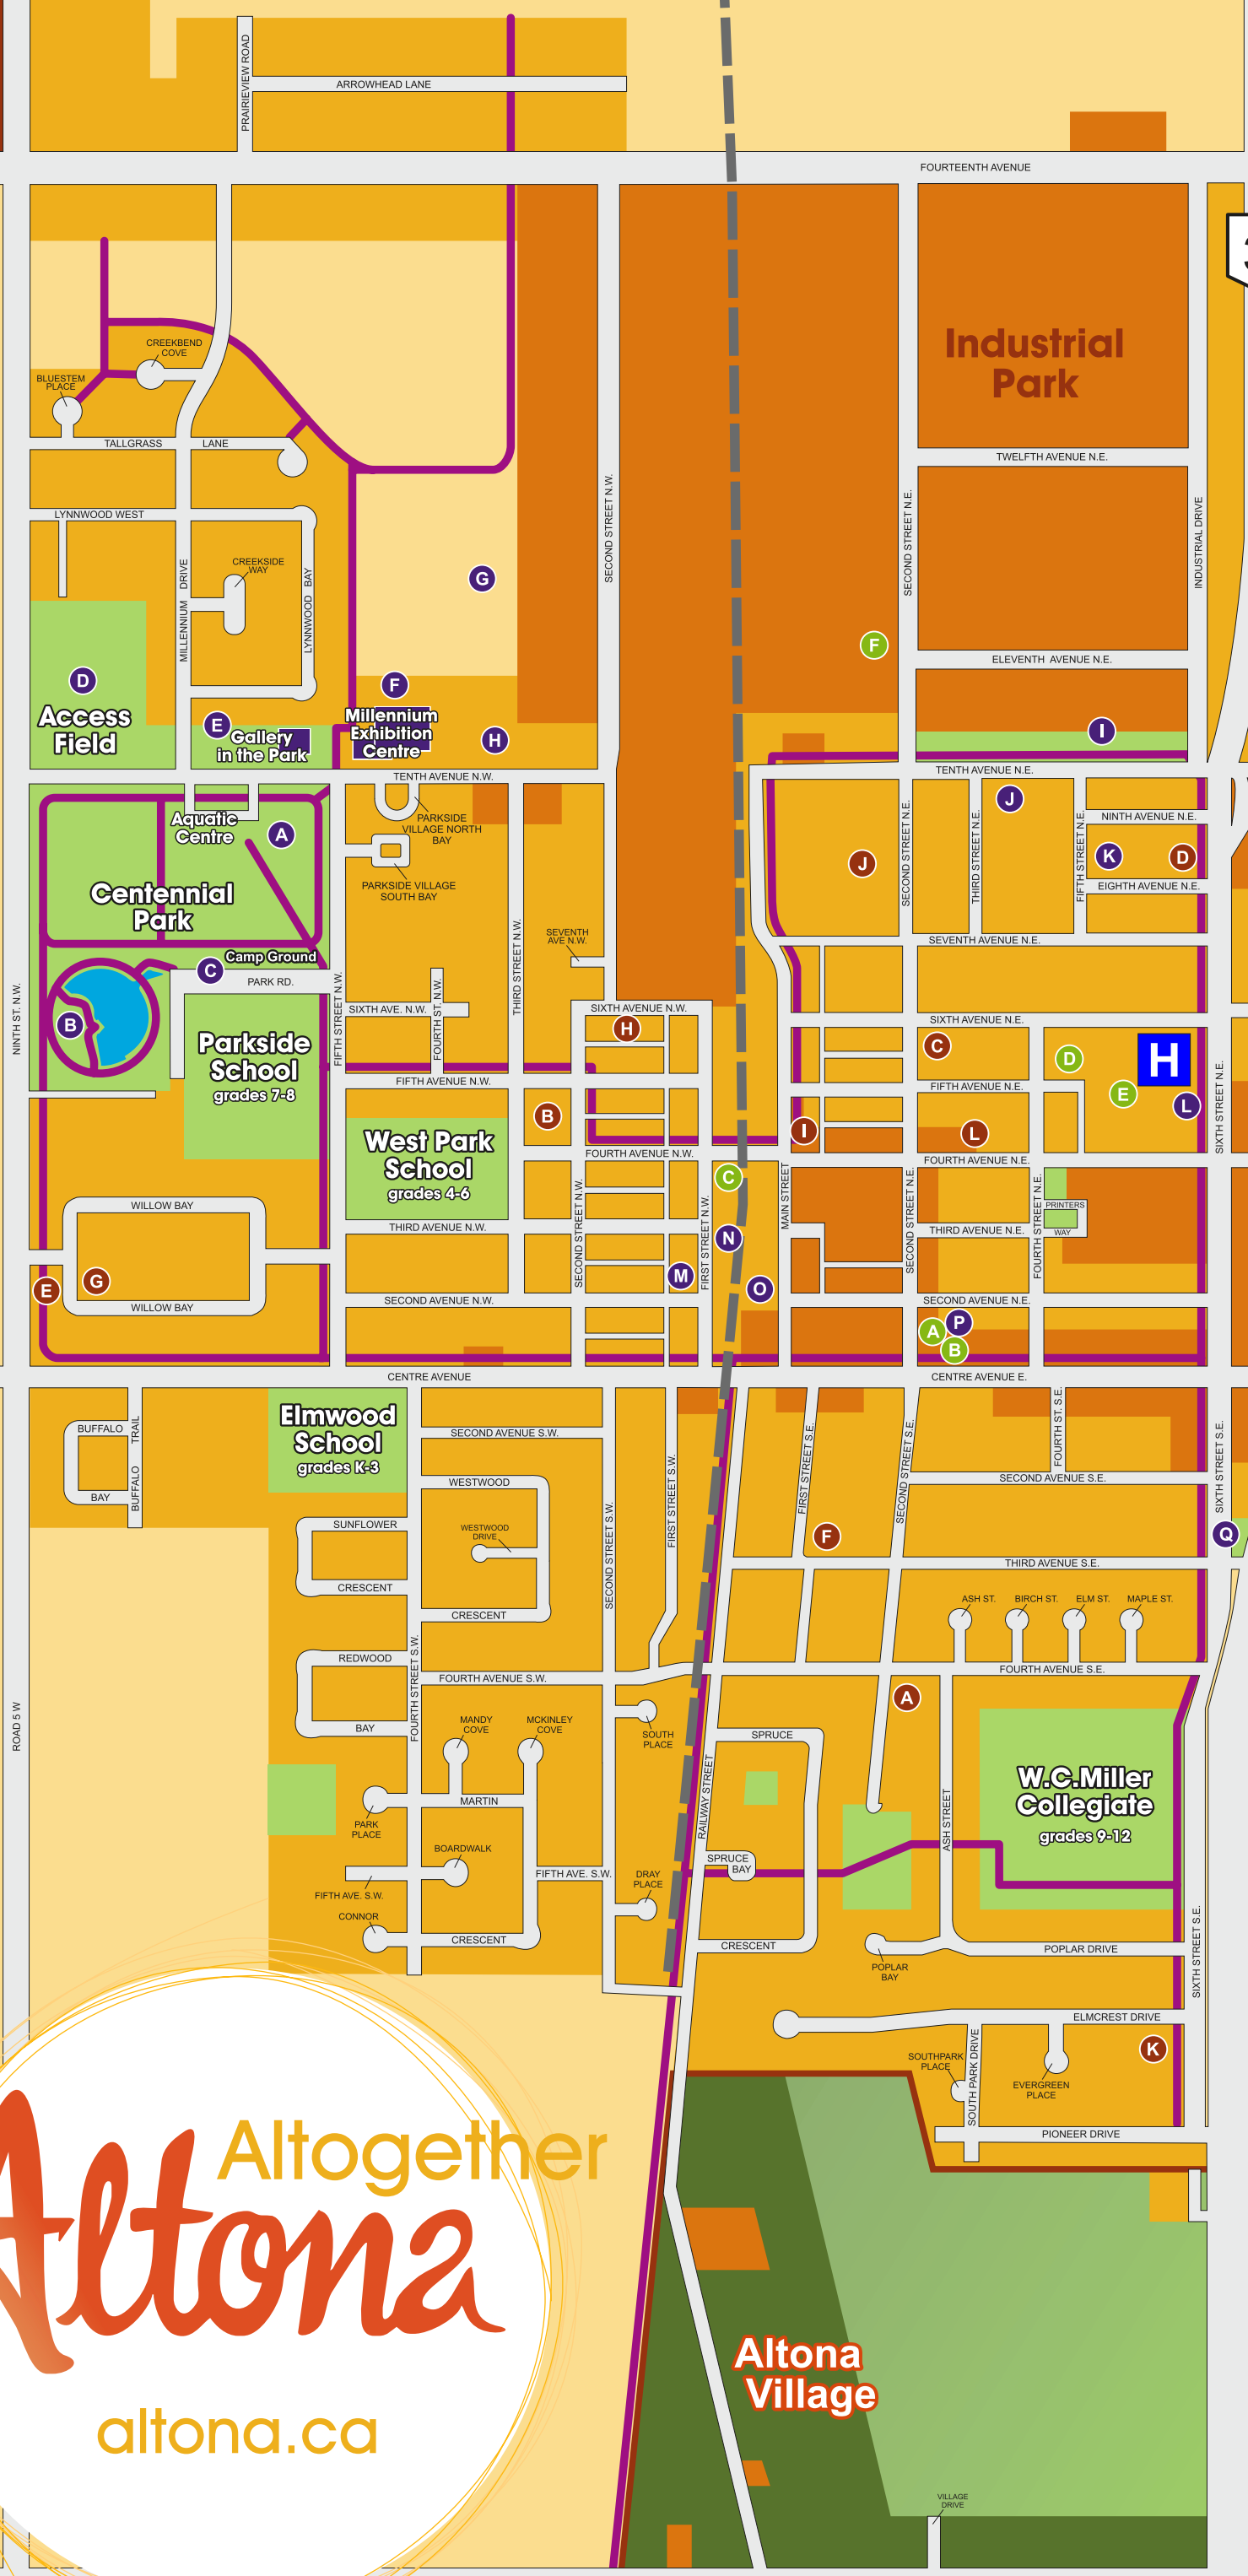 PRAIRIEVIEW ROAD
ARROWHEAD LANE
FOURTEENTH AVENUE
Industrial
Park
CREEKBEND
COVE
BLUESTEM
PLACE
TALLGRASS LANE
TWELFTH AVENUE N.E.
SECOND STREET N.W.
SECOND STREET N.E.
INDUSTRIAL DRIVE
LYNNWOOD WEST
CREEKSIDE
WAY
MILLENNIUM DRIVE
LYNNWOOD BAY
G
F
ELEVENTH AVENUE N.E.
D
Access
Field
E
Gallery
in the Park
F
Millennium
Exhibition
Centre
H
I
TENTH AVENUE N.W.
TENTH AVENUE N.E.
Aquatic
Centre
A
PARKSIDE
VILLAGE NORTH
BAY
PARKSIDE VILLAGE
SOUTH BAY
J
NINTH AVENUE N.E.
J
K
D
EIGHTH AVENUE N.E.
SECOND STREET N.E.
THIRD STREET N.E.
FIFTH STREET N.E.
Centennial
Park
SEVENTH
AVE N.W.
SEVENTH AVENUE N.E.
Camp Ground
C
PARK RD.
THIRD STREET N.W.
NINTH ST. N.W.
FIFTH STREET N.W.
FOURTH ST. N.W.
SIXTH AVE. N.W.
SIXTH AVENUE N.W.
SIXTH AVENUE N.E.
B
H
C
D
H
Parkside
School
grades 7-8
FIFTH AVENUE N.W.
FIFTH AVENUE N.E.
E
L
SIXTH STREET N.E.
B
I
L
West Park
School
grades 4-6
FOURTH AVENUE N.W.
FOURTH AVENUE N.E.
C
MAIN STREET
SECOND STREET N.W.
FIRST STREET N.W.
SECOND STREET N.E.
FOURTH STREET N.E.
WILLOW BAY
PRINTERS
WAY
THIRD AVENUE N.W.
THIRD AVENUE N.E.
N
E
G
M
O
WILLOW BAY
SECOND AVENUE N.W.
SECOND AVENUE N.E.
A
P
B
CENTRE AVENUE
CENTRE AVENUE E.
BUFFALO
BAY
BUFFALO TRAIL
Elmwood
School
grades K-3
SECOND AVENUE S.W.
WESTWOOD
FIRST STREET S.W.
FIRST STREET S.E.
SECOND STREET S.E.
FOURTH ST. S.E.
SIXTH STREET S.E.
SECOND AVENUE S.E.
SUNFLOWER
WESTWOOD
DRIVE
F
Q
THIRD AVENUE S.E.
CRESCENT
SECOND STREET S.W.
CRESCENT
ASH ST.
BIRCH ST.
ELM ST.
MAPLE ST.
REDWOOD
FOURTH STREET S.W.
FOURTH AVENUE S.W.
FOURTH AVENUE S.E.
A
ROAD 5 W
BAY
MANDY
COVE
MCKINLEY
COVE
SOUTH
PLACE
SPRUCE
RAILWAY STREET
W.C.Miller
Collegiate
grades 9-12
MARTIN
PARK
PLACE
ASH STREET
BOARDWALK
SPRUCE
BAY
FIFTH AVE. S.W.
DRAY
PLACE
FIFTH AVE. S.W.
CONNOR
CRESCENT
CRESCENT
POPLAR DRIVE
POPLAR
BAY
SIXTH STREET S.E.
ELMCREST DRIVE
SOUTHPARK
PLACE
SOUTH PARK DRIVE
EVERGREEN
PLACE
K
PIONEER DRIVE
Altogether
Altona
altona.ca
Altona
Village
VILLAGE
DRIVE